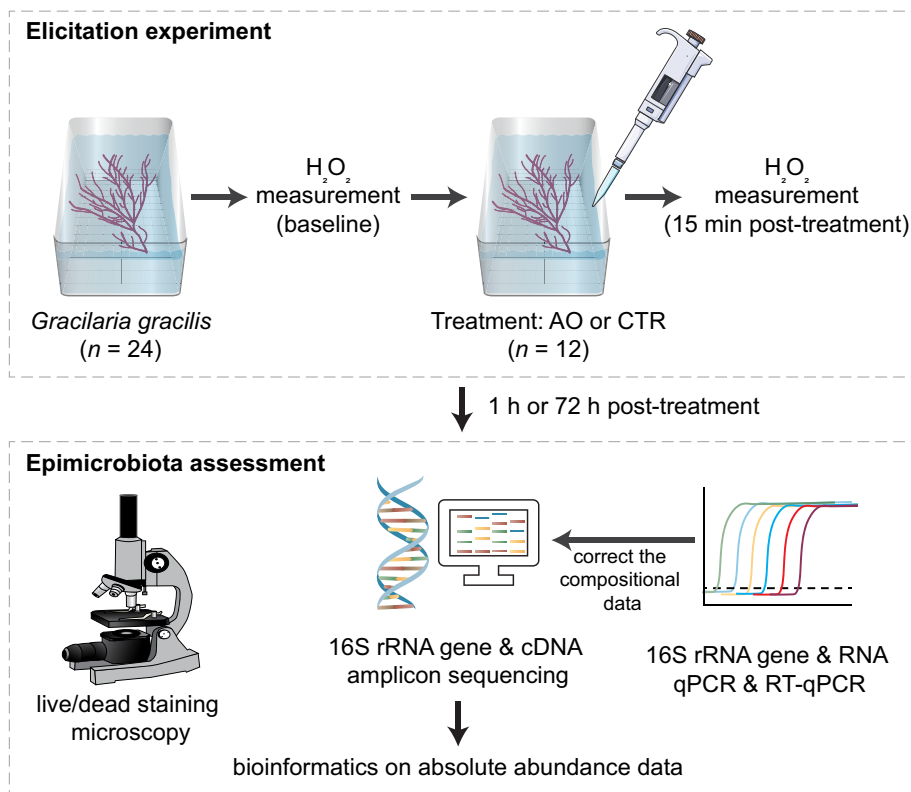 Elicitation experiment
H₂O₂
measurement
(baseline)
H₂O₂
measurement
(15 min post-treatment)
Gracilaria gracilis
(n = 24)
Treatment: AO or CTR
(n = 12)
1 h or 72 h post-treatment
Epimicrobiota assessment
live/dead staining
microscopy
16S rRNA gene & cDNA
amplicon sequencing
correct the
compositional
data
16S rRNA gene & RNA
qPCR & RT-qPCR
bioinformatics on absolute abundance data